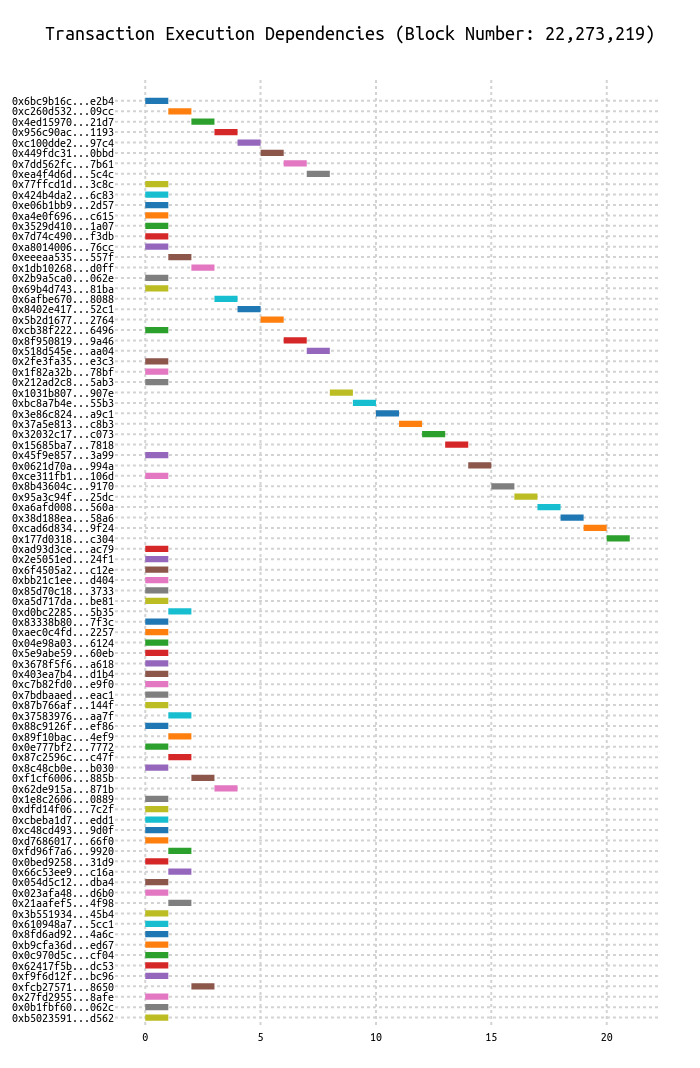 Transaction Execution Dependencies (Block Number: 22,273,219)
0x6bc9b16c...e2b4
0xc260d532...09cc
0x4ed15970...21d7
0x956c90ac...1193
0xc100dde2...97c4
0x449fdc31...0bbd
0x7dd562fc...7b61
0xea4f4d6d...5c4c
0x77ffcd1d...3c8c
0x424b4da2...6c83
0xe06b1bb9...2d57
0xa4e0f696...c615
0x3529d410...1a07
0x7d74c490...f3db
0xa8014006...76cc
0xeeeaa535...557f
0x1db10268...d0ff
0x2b9a5ca0...062e
0x69b4d743...81ba
0x6afbe670...8088
0x8402e417...52c1
0x5b2d1677...2764
0xcb38f222...6496
0x8f950819...9a46
0x518d545e...aa04
0x2fe3fa35...e3c3
0x1f82a32b...78bf
0x212ad2c8...5ab3
0x1031b807...907e
0xbc8a7b4e...55b3
0x3e86c824...a9c1
0x37a5e813...c8b3
0x32032c17...c073
0x15685ba7...7818
0x45f9e857...3a99
0x0621d70a...994a
0xce311fb1...106d
0x8b43604c...9170
0x95a3c94f...25dc
0xa6afd008...560a
0x38d188ea...58a6
0xcad6d834...9f24
0x177d0318...c304
0xad93d3ce...ac79
0x2e5051ed...24f1
0x6f4505a2...c12e
0xbb21c1ee...d404
0x85d70c18...3733
0xa5d717da...be81
0xd0bc2285...5b35
0x83338b80...7f3c
0xaec0c4fd...2257
0x04e98a03...6124
0x5e9abe59...60eb
0x3678f5f6...a618
0x403ea7b4...d1b4
0xc7b82fd0...e9f0
0x7bdbaaed...eac1
0x87b766af...144f
0x37583976...aa7f
0x88c9126f...ef86
0x89f10bac...4ef9
0x0e777bf2...7772
0x87c2596c...c47f
0x8c48cb0e...b030
0xf1cf6006...885b
0x62de915a...871b
0x1e8c2606...0889
0xdfd14f06...7c2f
0xcbeba1d7...edd1
0xc48cd493...9d0f
0xd7686017...66f0
0xfd96f7a6...9920
0x0bed9258...31d9
0x66c53ee9...c16a
0x054d5c12...dba4
0x023afa48...d6b0
0x21aafef5...4f98
0x3b551934...45b4
0x610948a7...5cc1
0x8fd6ad92...4a6c
0xb9cfa36d...ed67
0x0c970d5c...cf04
0x62417f5b...dc53
0xf9f6d12f...bc96
0xfcb27571...8650
0x27fd2955...8afe
0x0b1fbf60...062c
0xb5023591...d562
0 5 10 15 20